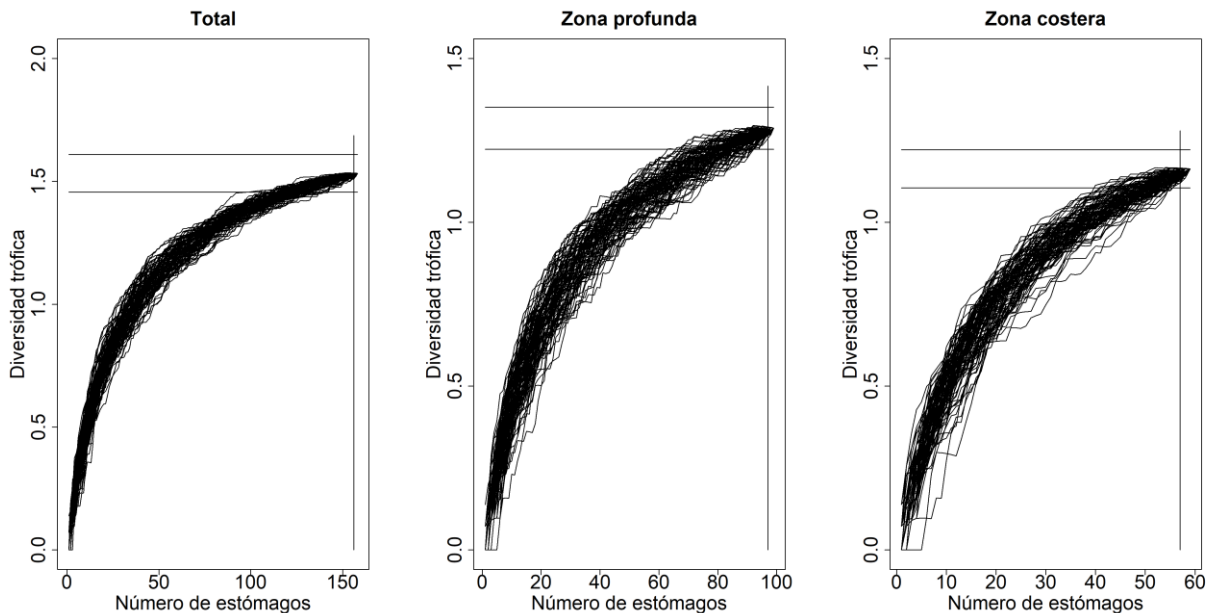 Total
Diversidad trófica
2.0
1.5
1.0
0.5
0.0
0 50 100 150
Número de estómagos
Zona profunda
Diversidad trófica
1.5
1.0
0.5
0.0
0 20 40 60 80 100
Número de estómagos
Zona costera
Diversidad trófica
1.5
1.0
0.5
0.0
0 10 20 30 40 50 60
Número de estómagos